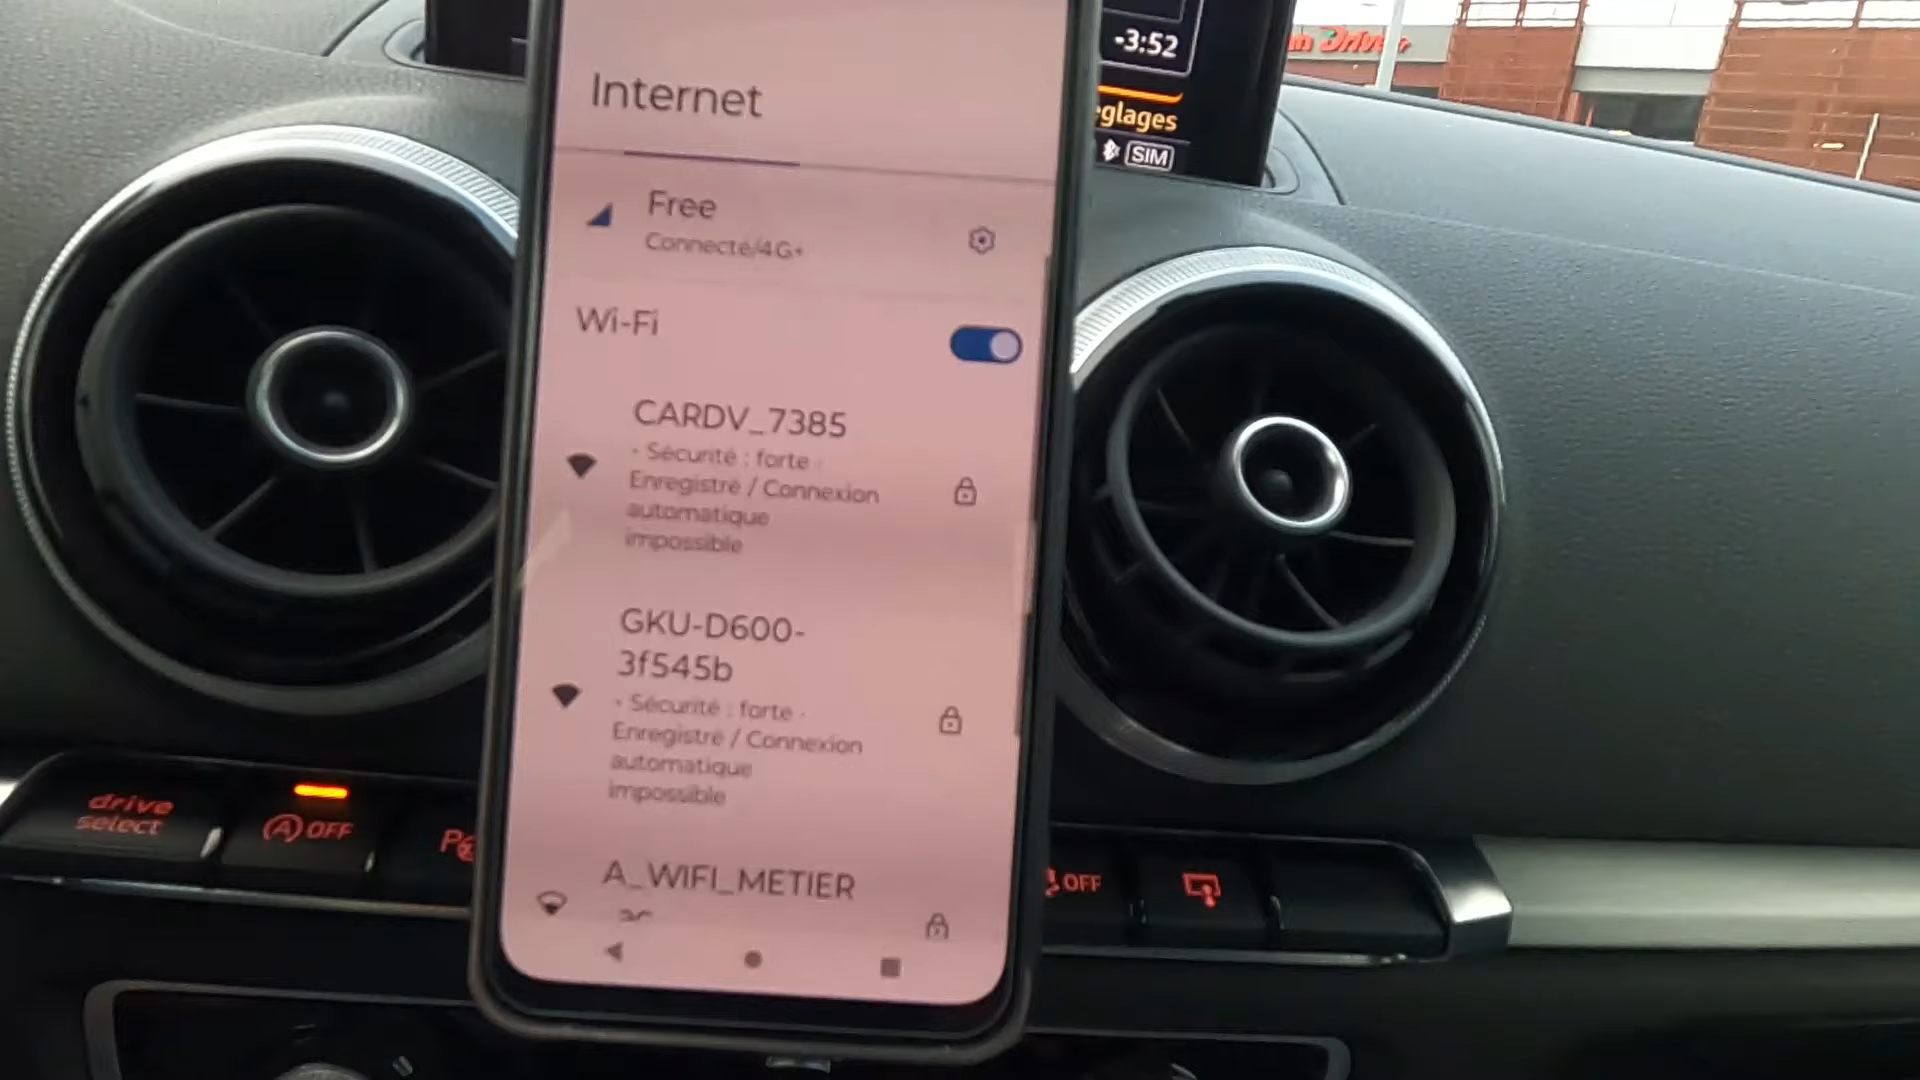 -3:52
Driver
Internet
Free
Connecté/4G+
églages
SIM
Wi-Fi
CARDV_7385
· Sécurité : forte ·
Enregistré / Connexion
automatique
impossible
GKU-D600-
3f545b
· Sécurité : forte ·
Enregistré / Connexion
automatique
impossible
A_WIFI_METIER
drive
select
A OFF
P
OFF